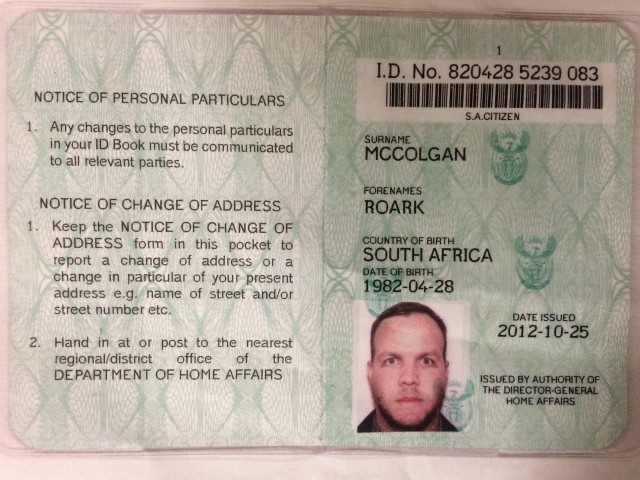 NOTICE OF PERSONAL PARTICULARS
1. Any changes to the personal particulars
in your ID Book must be communicated
to all relevant parties.
NOTICE OF CHANGE OF ADDRESS
1. Keep the NOTICE OF CHANGE OF
ADDRESS form in this pocket to
report a change of address or a
change in particular of your present
address e.g. name of street and/or
street number etc.
2. Hand in at or post to the nearest
regional/district office of the
DEPARTMENT OF HOME AFFAIRS
1
I.D. No. 820428 5239 083
S.A.CITIZEN
SURNAME
MCCOLGAN
FORENAMES
ROARK
COUNTRY OF BIRTH
SOUTH AFRICA
DATE OF BIRTH
1982-04-28
DATE ISSUED
2012-10-25
ISSUED BY AUTHORITY OF
THE DIRECTOR-GENERAL
HOME AFFAIRS